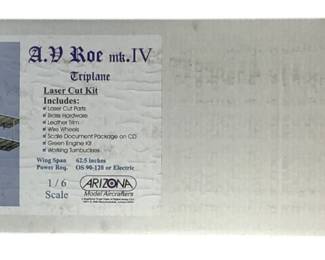 A.V Roe mk.IV
Triplane
Laser Cut Kit
Includes:
Laser Cut Parts
Brass Hardware
Leather Trim
Wire Wheels
Scale Document Package on CD
Green Engine Kit
Working Turnbuckles
Wing Span 62.5 inches
Power Req. OS 90-120 or Electric
1/6
Scale
ARIZONA
Model Aircrafters